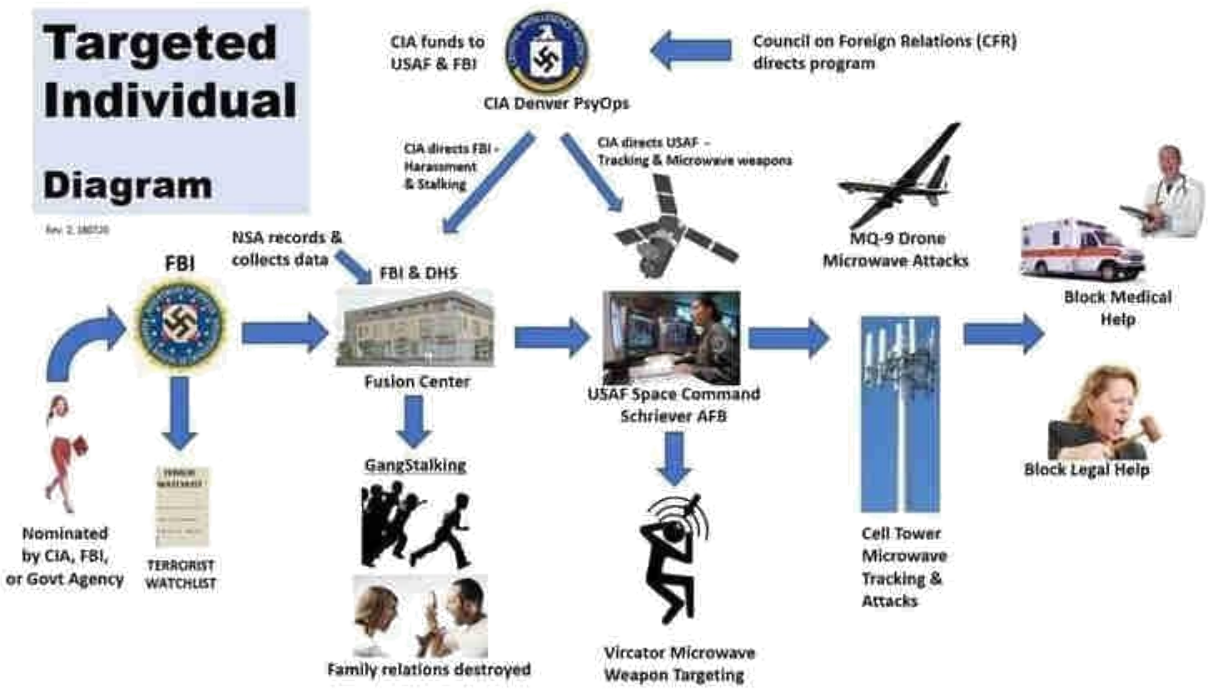 Targeted
Individual
Diagram
Rev. 2, 180720
CIA funds to
USAF & FBI
CIA Denver PsyOps
Council on Foreign Relations (CFR)
directs program
CIA directs FBI -
Harassment
& Stalking
CIA directs USAF –
Tracking & Microwave weapons
NSA records &
collects data
FBI
FBI & DHS
MQ-9 Drone
Microwave Attacks
Block Medical
Help
Fusion Center
USAF Space Command
Schriever AFB
GangStalking
Block Legal Help
TERROR
WATCHLIST
Nominated
by CIA, FBI,
or Govt Agency
TERRORIST
WATCHLIST
Cell Tower
Microwave
Tracking &
Attacks
Family relations destroyed
Vircator Microwave
Weapon Targeting